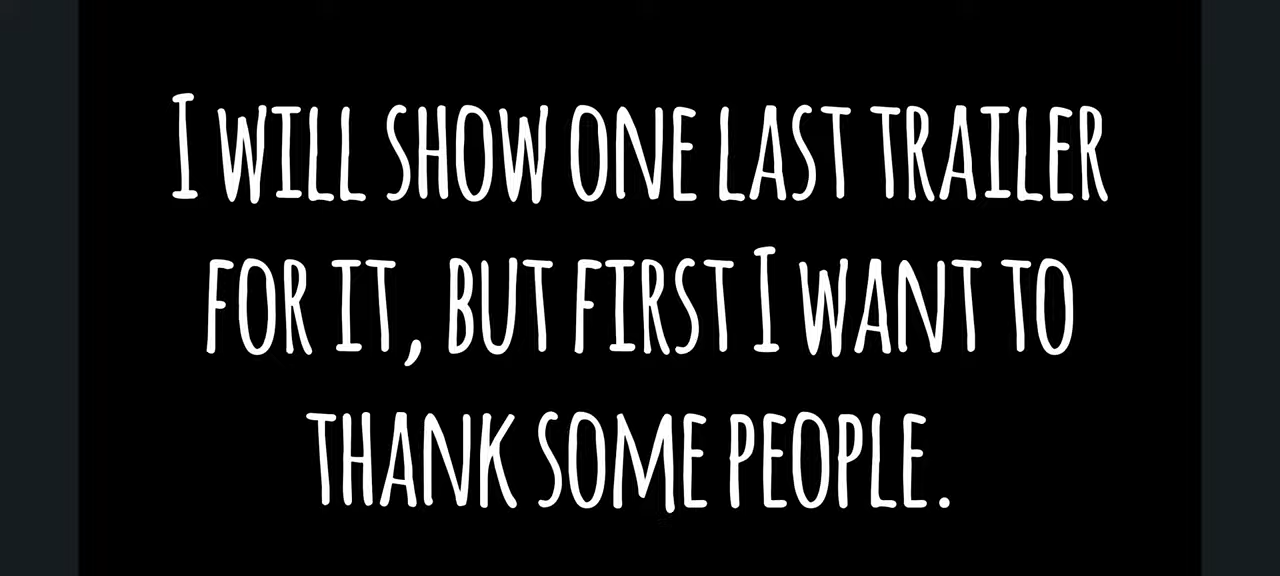 I WILL SHOW ONE LAST TRAILER
FOR IT, BUT FIRST I WANT TO
THANK SOME PEOPLE.